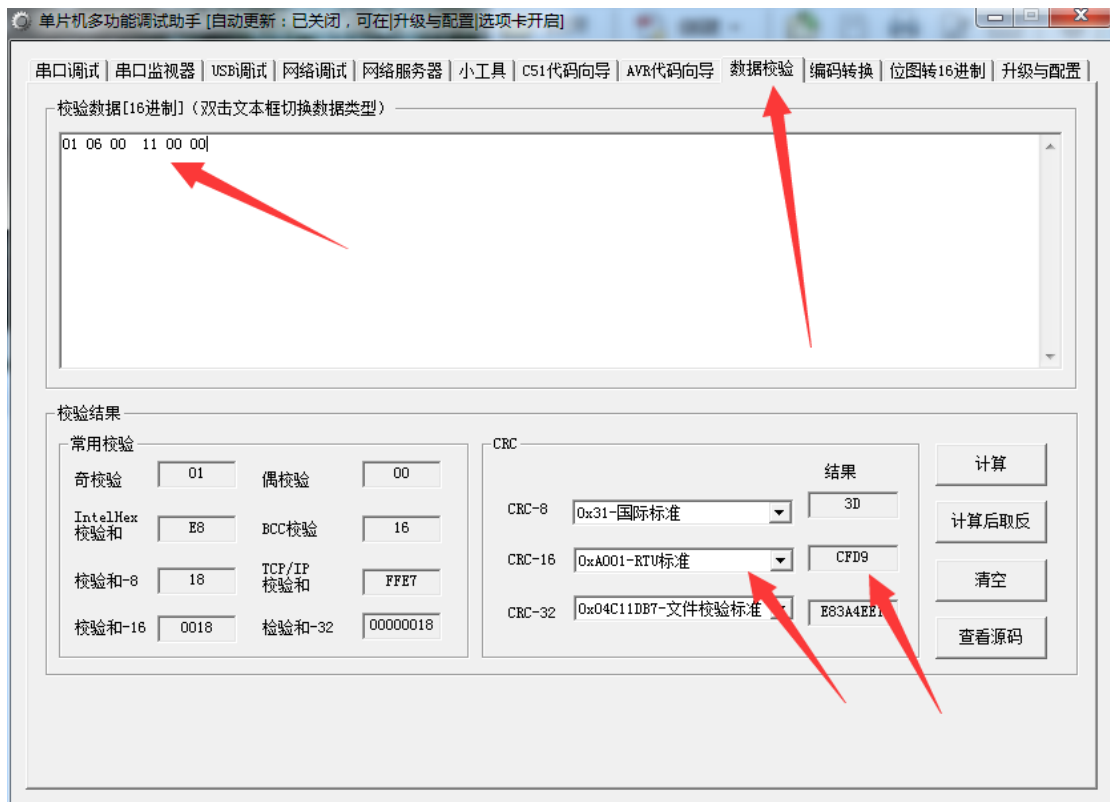 单片机多功能调试助手 [自动更新：已关闭，可在|升级与配置|选项卡开启]
串口调试 串口监视器 USB调试 网络调试 网络服务器 小工具 C51代码向导 AVR代码向导 数据校验 编码转换 位图转16进制 升级与配置
校验数据[16进制]（双击文本框切换数据类型）
01 06 00  11 00 00
校验结果
常用校验
奇校验 01 偶校验 00
IntelHex校验和 E8 BCC校验 16
校验和-8 18 TCP/IP校验和 FFE7
校验和-16 0018 检验和-32 00000018
CRC
结果
CRC-8 0x31-国际标准 3D
CRC-16 0xA001-RTU标准 CFD9
CRC-32 0x04C11DB7-文件校验标准
计算
计算后取反
清空
查看源码